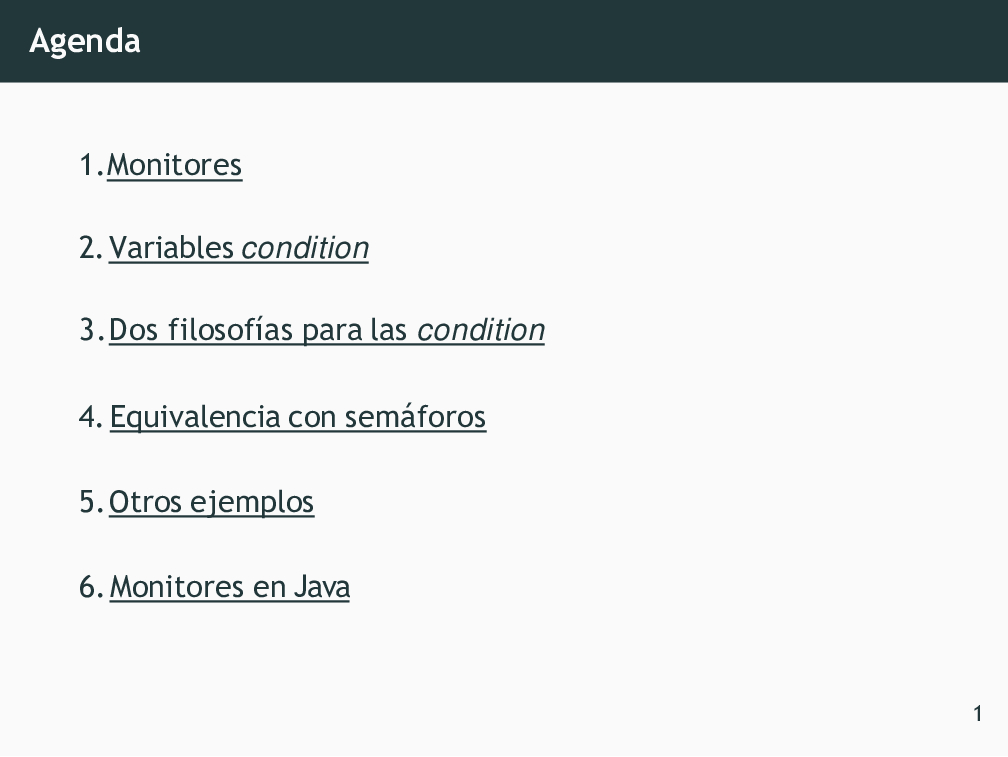 Agenda
1. Monitores
2. Variables condition
3. Dos filosofías para las condition
4. Equivalencia con semáforos
5. Otros ejemplos
6. Monitores en Java
1